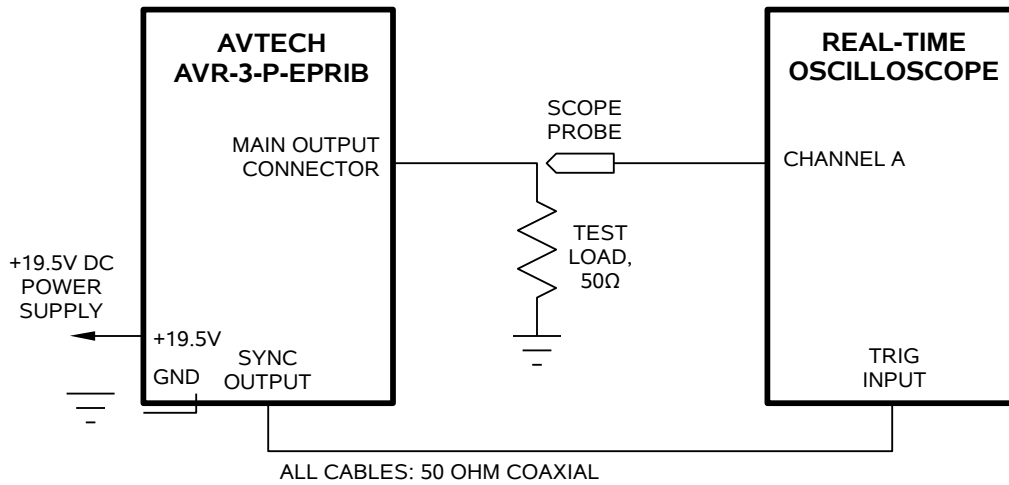 AVTECH
AVR-3-P-EPRIB
REAL-TIME
OSCILLOSCOPE
SCOPE
PROBE
MAIN OUTPUT
CONNECTOR
CHANNEL A
TEST
LOAD,
50Ω
+19.5V DC
POWER
SUPPLY
+19.5V
GND
SYNC
OUTPUT
TRIG
INPUT
ALL CABLES: 50 OHM COAXIAL